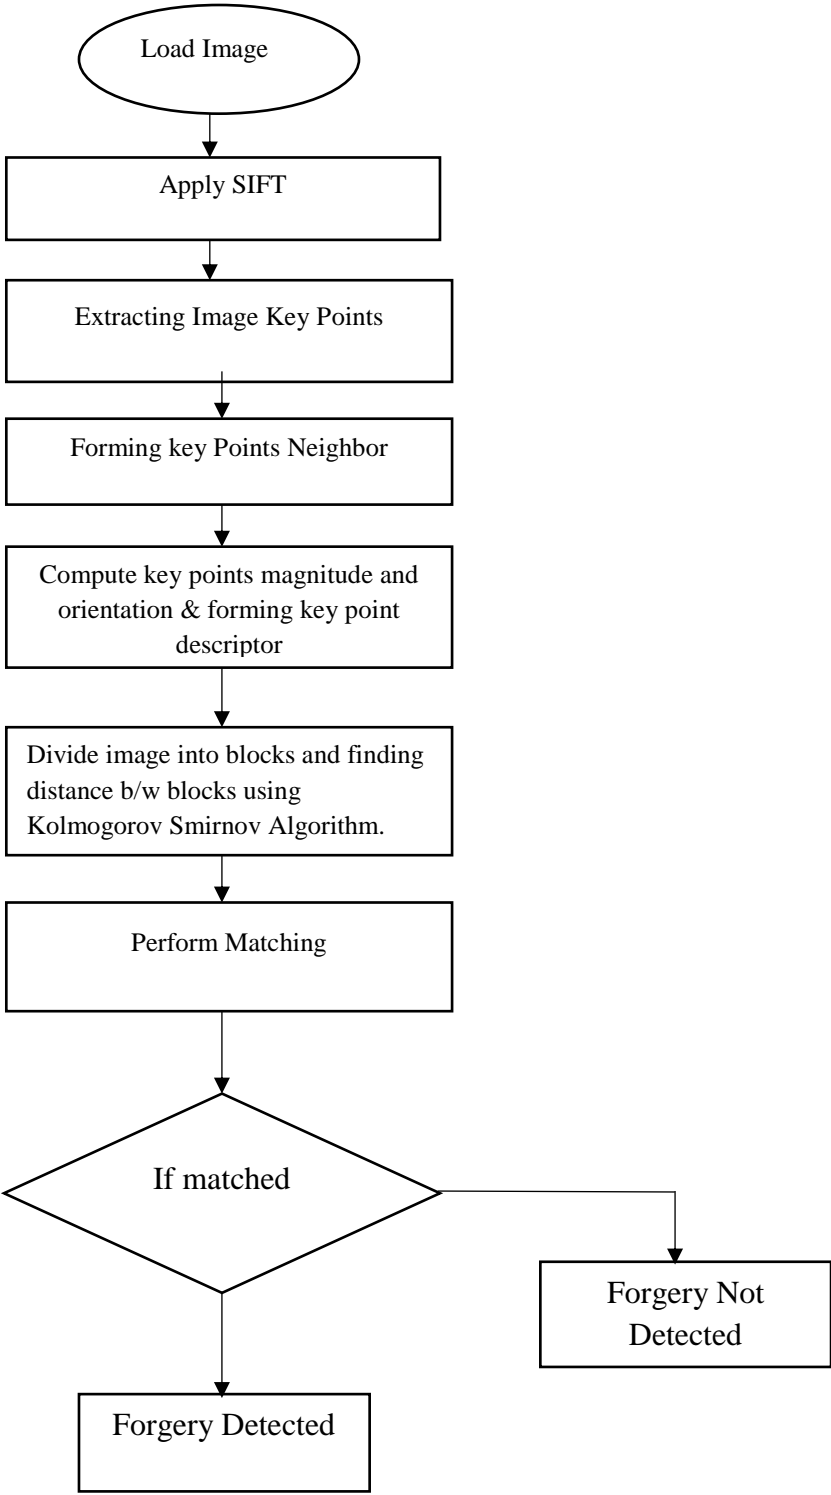 Load Image
Apply SIFT
Extracting Image Key Points
Forming key Points Neighbor
Compute key points magnitude and
orientation & forming key point
descriptor
Divide image into blocks and finding
distance b/w blocks using
Kolmogorov Smirnov Algorithm.
Perform Matching
If matched
Forgery Not
Detected
Forgery Detected